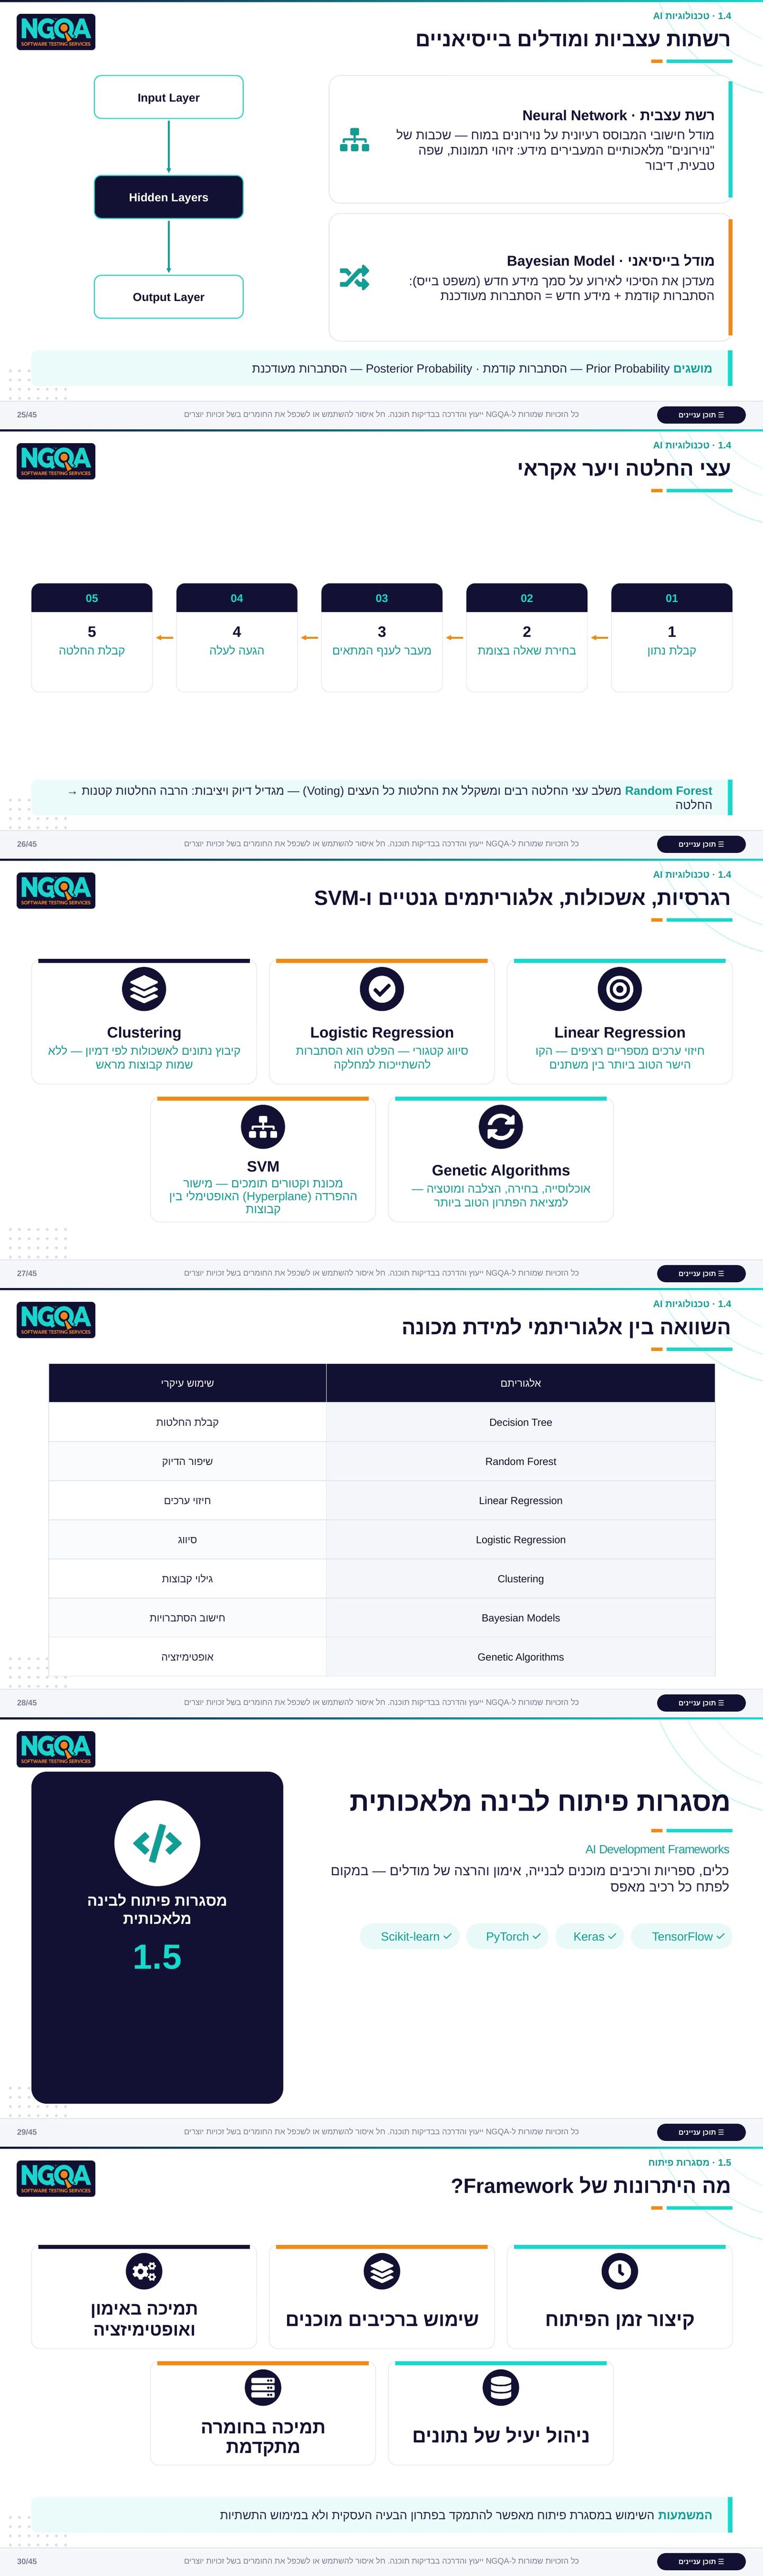 1.4 · טכנולוגיות AI
NGQA
SOFTWARE TESTING SERVICES
רשתות עצביות ומודלים בייסיאניים
רשת עצבית · Neural Network
מודל חישובי המבוסס רעיונית על נוירונים במוח — שכבות של
"נוירונים" מלאכותיים המעבירים מידע: זיהוי תמונות, שפה
טבעית, דיבור
מודל בייסיאני · Bayesian Model
מעדכן את הסיכוי לאירוע על סמך מידע חדש (משפט בייס):
הסתברות קודמת + מידע חדש = הסתברות מעודכנת
Input Layer
Hidden Layers
Output Layer
מושגים Prior Probability — הסתברות קודמת · Posterior Probability — הסתברות מעודכנת
☰ תוכן עניינים
כל הזכויות שמורות ל-NGQA ייעוץ והדרכה בבדיקות תוכנה. חל איסור להשתמש או לשכפל את החומרים בשל זכויות יוצרים
25/45
1.4 · טכנולוגיות AI
NGQA
SOFTWARE TESTING SERVICES
עצי החלטה ויער אקראי
01
1
קבלת נתון
02
2
בחירת שאלה בצומת
03
3
מעבר לענף המתאים
04
4
הגעה לעלה
05
5
קבלת החלטה
Random Forest משלב עצי החלטה רבים ומשקלל את החלטות כל העצים (Voting) — מגדיל דיוק ויציבות: הרבה החלטות קטנות →
החלטה
☰ תוכן עניינים
כל הזכויות שמורות ל-NGQA ייעוץ והדרכה בבדיקות תוכנה. חל איסור להשתמש או לשכפל את החומרים בשל זכויות יוצרים
26/45
1.4 · טכנולוגיות AI
NGQA
SOFTWARE TESTING SERVICES
רגרסיות, אשכולות, אלגוריתמים גנטיים ו-SVM
Linear Regression
חיזוי ערכים מספריים רציפים — הקו
הישר הטוב ביותר בין משתנים
Logistic Regression
סיווג קטגורי — הפלט הוא הסתברות
להשתייכות למחלקה
Clustering
קיבוץ נתונים לאשכולות לפי דמיון — ללא
שמות קבוצות מראש
Genetic Algorithms
אוכלוסייה, בחירה, הצלבה ומוטציה —
למציאת הפתרון הטוב ביותר
SVM
מכונת וקטורים תומכים — מישור
ההפרדה (Hyperplane) האופטימלי בין
קבוצות
☰ תוכן עניינים
כל הזכויות שמורות ל-NGQA ייעוץ והדרכה בבדיקות תוכנה. חל איסור להשתמש או לשכפל את החומרים בשל זכויות יוצרים
27/45
1.4 · טכנולוגיות AI
NGQA
SOFTWARE TESTING SERVICES
השוואה בין אלגוריתמי למידת מכונה
אלגוריתם שימוש עיקרי
Decision Tree קבלת החלטות
Random Forest שיפור הדיוק
Linear Regression חיזוי ערכים
Logistic Regression סיווג
Clustering גילוי קבוצות
Bayesian Models חישוב הסתברויות
Genetic Algorithms אופטימיזציה
☰ תוכן עניינים
כל הזכויות שמורות ל-NGQA ייעוץ והדרכה בבדיקות תוכנה. חל איסור להשתמש או לשכפל את החומרים בשל זכויות יוצרים
28/45
NGQA
SOFTWARE TESTING SERVICES
מסגרות פיתוח לבינה מלאכותית
AI Development Frameworks
כלים, ספריות ורכיבים מוכנים לבנייה, אימון והרצה של מודלים — במקום
לפתח כל רכיב מאפס
✓ TensorFlow
✓ Keras
✓ PyTorch
✓ Scikit-learn
</>
מסגרות פיתוח לבינה
מלאכותית
1.5
☰ תוכן עניינים
כל הזכויות שמורות ל-NGQA ייעוץ והדרכה בבדיקות תוכנה. חל איסור להשתמש או לשכפל את החומרים בשל זכויות יוצרים
29/45
1.5 · מסגרות פיתוח
NGQA
SOFTWARE TESTING SERVICES
מה היתרונות של Framework?
קיצור זמן הפיתוח
שימוש ברכיבים מוכנים
תמיכה באימון
ואופטימיזציה
ניהול יעיל של נתונים
תמיכה בחומרה
מתקדמת
המשמעות השימוש במסגרת פיתוח מאפשר להתמקד בפתרון הבעיה העסקית ולא במימוש התשתיות
☰ תוכן עניינים
כל הזכויות שמורות ל-NGQA ייעוץ והדרכה בבדיקות תוכנה. חל איסור להשתמש או לשכפל את החומרים בשל זכויות יוצרים
30/45